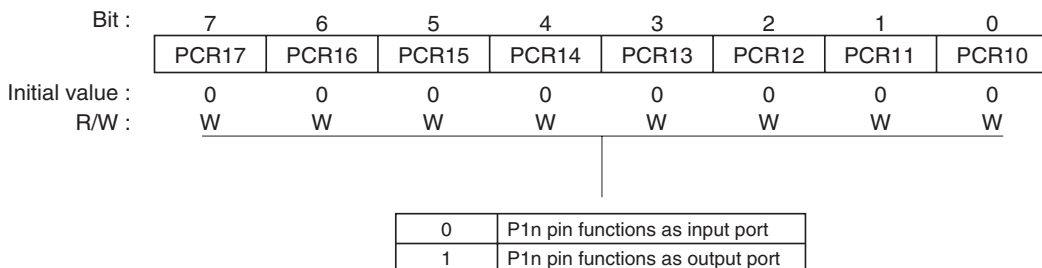 Bit : 7 6 5 4 3 2 1 0
PCR17 PCR16 PCR15 PCR14 PCR13 PCR12 PCR11 PCR10
Initial value : 0 0 0 0 0 0 0 0
R/W : W W W W W W W W
0 P1n pin functions as input port
1 P1n pin functions as output port